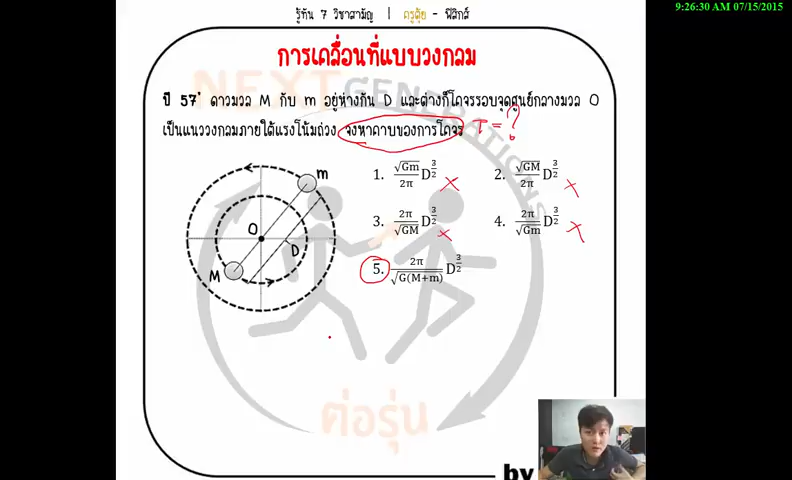 รู้ทัน 7 วิชาสามัญ | ครูตุ้ย - ฟิสิกส์
9:26:30 AM 07/15/2015
การเคลื่อนที่แบบวงกลม
NEXT GENERATIONS
ปี 57' ดาวมวล M กับ m อยู่ห่างกัน D และต่างก็โคจรรอบจุดศูนย์กลางมวล O
เป็นแนววงกลมภายใต้แรงโน้มถ่วง จงหาคาบของการโคจร T = ?
1. √Gm/2π D^3/2 ×
2. √GM/2π D^3/2 ×
3. 2π/√GM D^3/2 ×
4. 2π/√Gm D^3/2 ×
5. 2π/√G(M+m) D^3/2
m
O
D
M
ต่อรุ่น
by